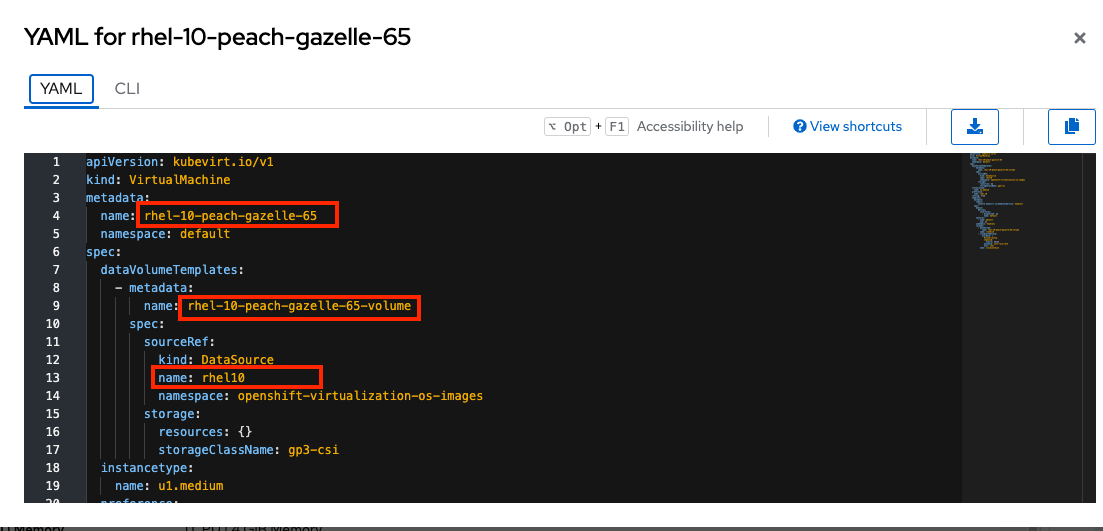 YAML for rhel-10-peach-gazelle-65
×
YAML CLI
⌥ Opt + F1 Accessibility help View shortcuts
1 apiVersion: kubevirt.io/v1
2 kind: VirtualMachine
3 metadata:
4 name: rhel-10-peach-gazelle-65
5 namespace: default
6 spec:
7 dataVolumeTemplates:
8 - metadata:
9 name: rhel-10-peach-gazelle-65-volume
10 spec:
11 sourceRef:
12 kind: DataSource
13 name: rhel10
14 namespace: openshift-virtualization-os-images
15 storage:
16 resources: {}
17 storageClassName: gp3-csi
18 instancetype:
19 name: u1.medium
20 preference: